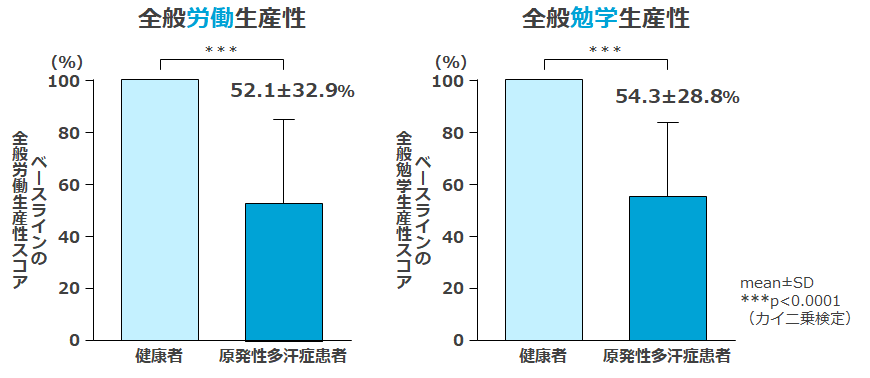 全般労働生産性
***
(%)
52.1±32.9%
100
80
60
40
20
0
ベースラインの
全般労働生産性スコア
健康者
原発性多汗症患者
全般勉学生産性
***
(%)
54.3±28.8%
100
80
60
40
20
0
ベースラインの
全般勉学生産性スコア
健康者
原発性多汗症患者
mean±SD
***p<0.0001
（カイ二乗検定）